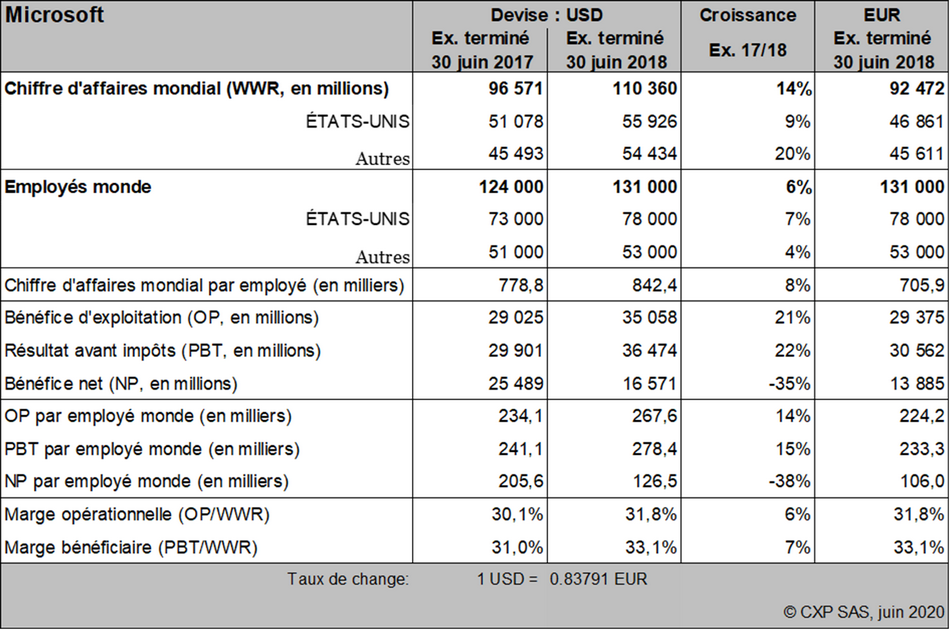 Microsoft Devise : USD Croissance EUR
Ex. terminé Ex. terminé Ex. 17/18 Ex. terminé
30 juin 2017 30 juin 2018 30 juin 2018
Chiffre d'affaires mondial (WWR, en millions) 96 571 110 360 14% 92 472
ÉTATS-UNIS 51 078 55 926 9% 46 861
Autres 45 493 54 434 20% 45 611
Employés monde 124 000 131 000 6% 131 000
ÉTATS-UNIS 73 000 78 000 7% 78 000
Autres 51 000 53 000 4% 53 000
Chiffre d'affaires mondial par employé (en milliers) 778,8 842,4 8% 705,9
Bénéfice d'exploitation (OP, en millions) 29 025 35 058 21% 29 375
Résultat avant impôts (PBT, en millions) 29 901 36 474 22% 30 562
Bénéfice net (NP, en millions) 25 489 16 571 -35% 13 885
OP par employé monde (en milliers) 234,1 267,6 14% 224,2
PBT par employé monde (en milliers) 241,1 278,4 15% 233,3
NP par employé monde (en milliers) 205,6 126,5 -38% 106,0
Marge opérationnelle (OP/WWR) 30,1% 31,8% 6% 31,8%
Marge bénéficiaire (PBT/WWR) 31,0% 33,1% 7% 33,1%
Taux de change: 1 USD = 0.83791 EUR
© CXP SAS, juin 2020